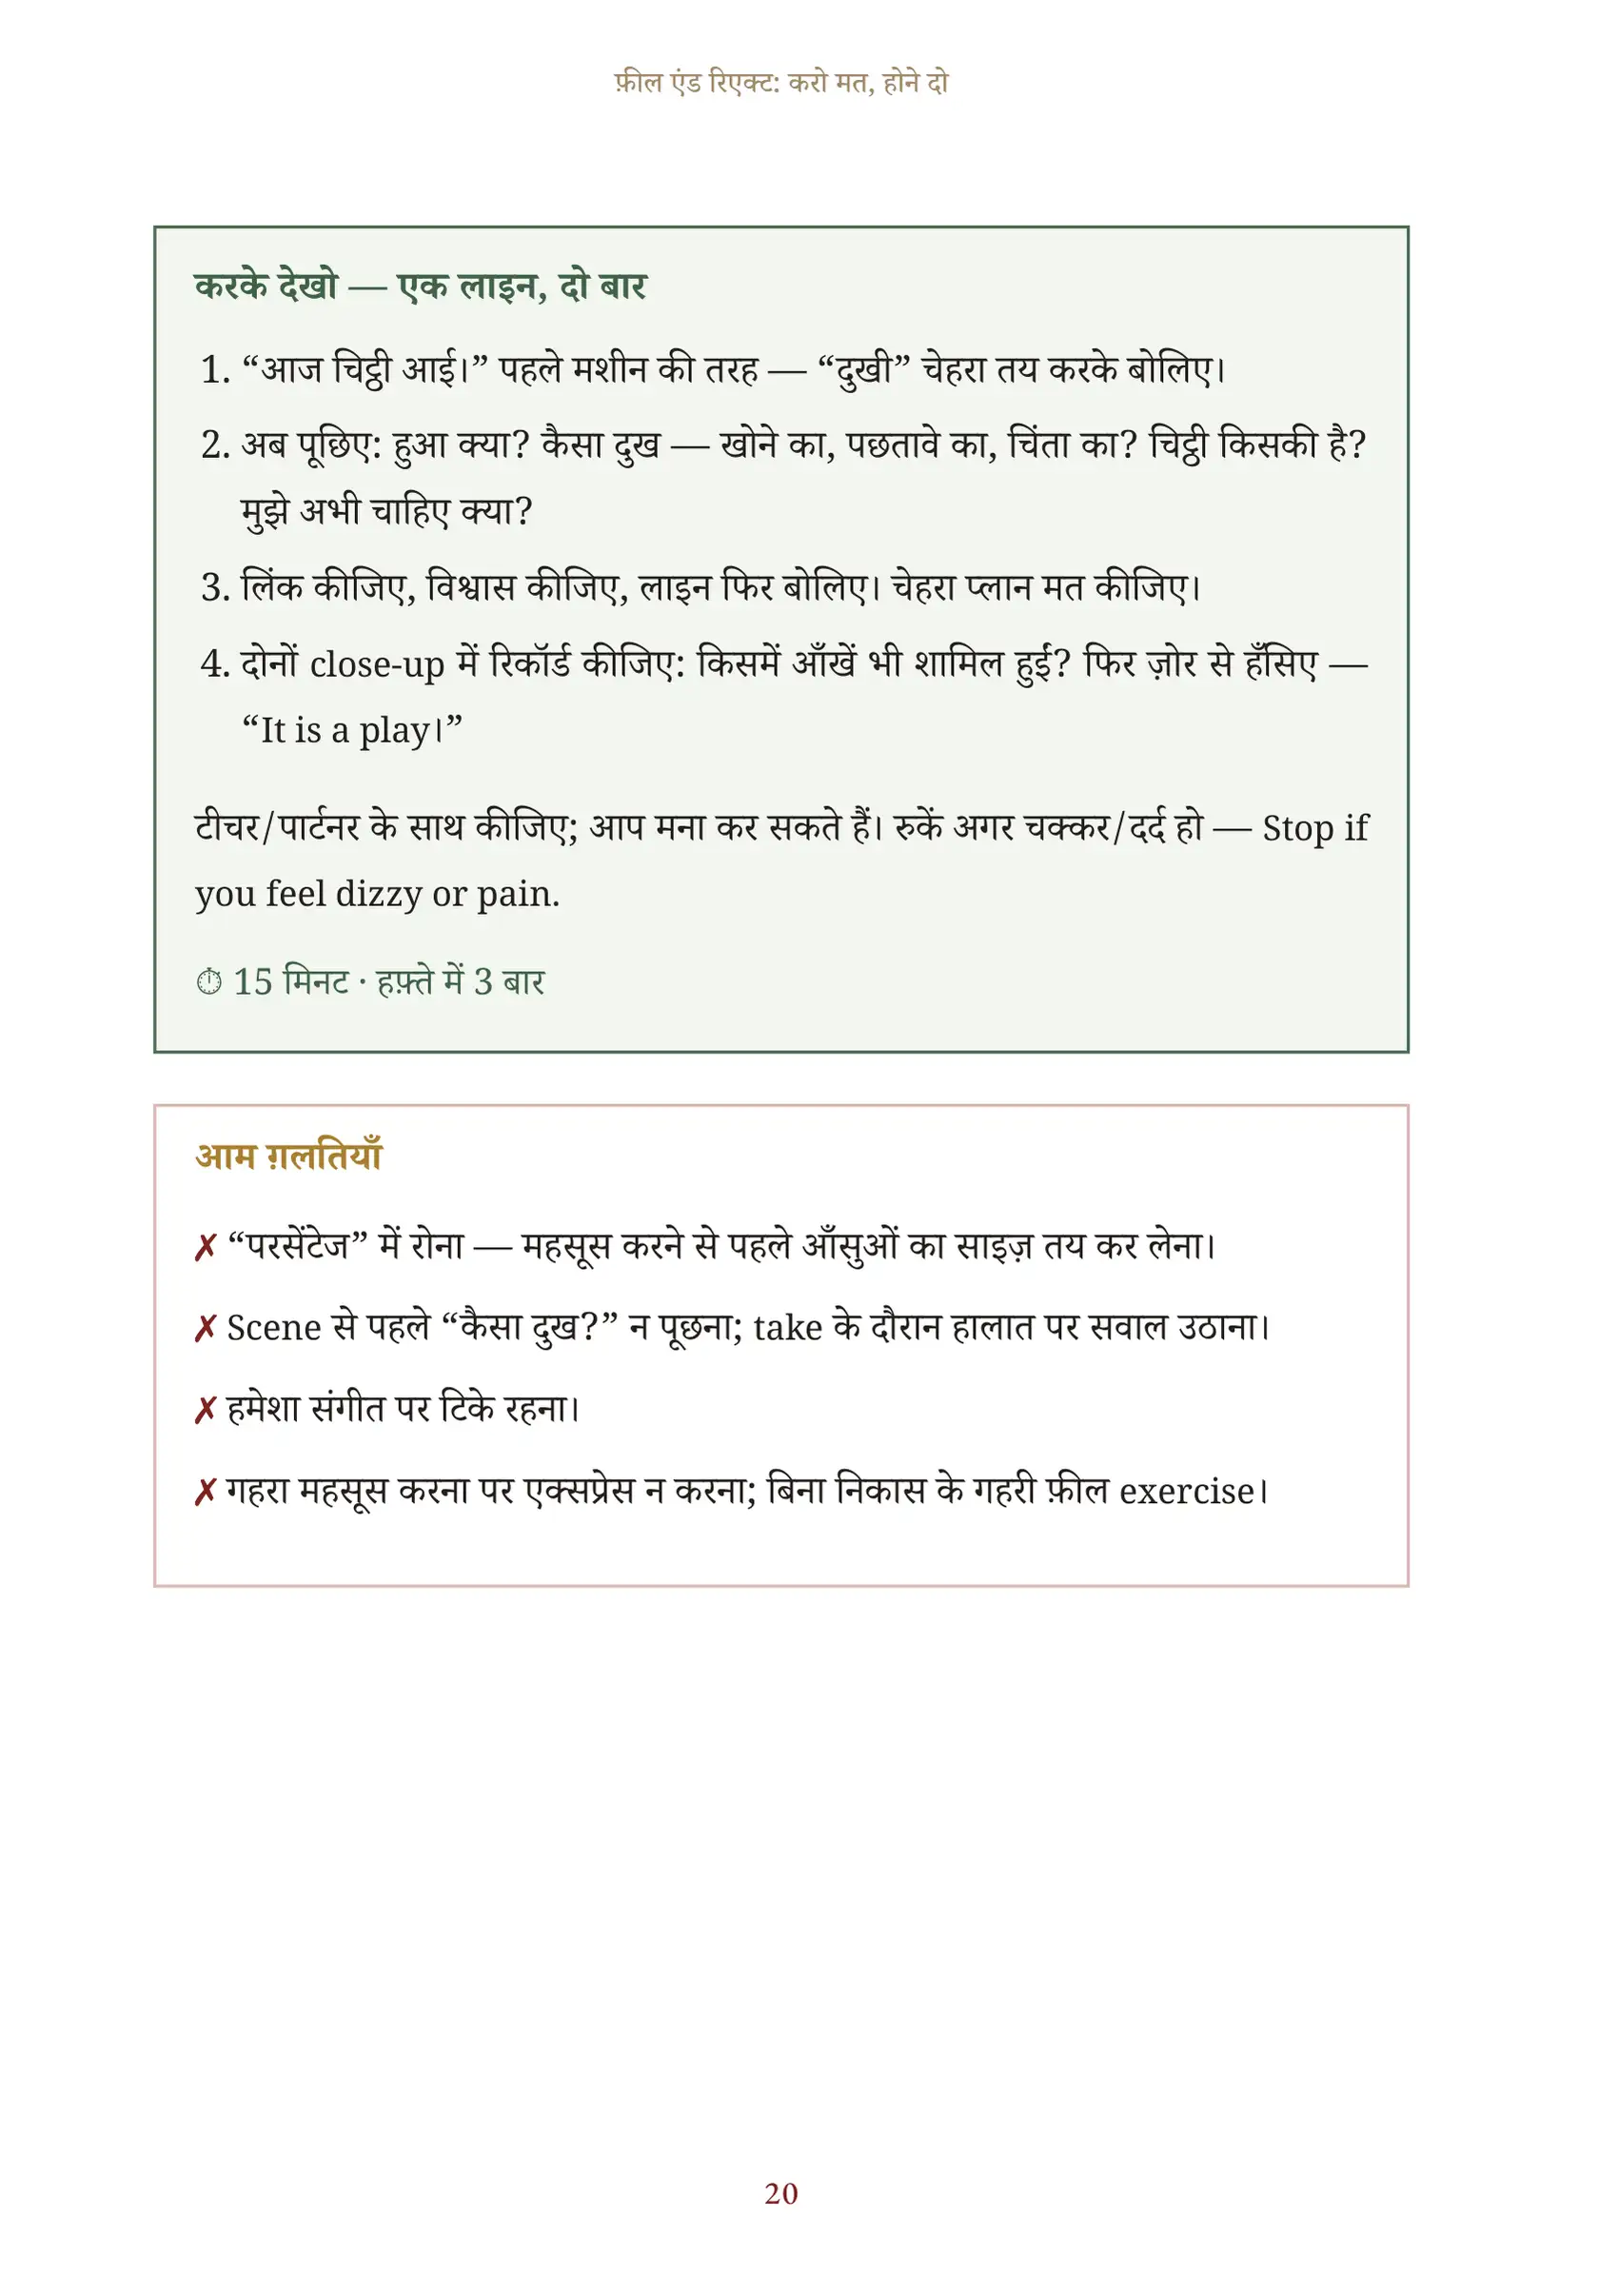 फ़ील एंड रिएक्ट: करो मत, होने दो
करके देखो — एक लाइन, दो बार
1. “आज चिट्ठी आई।” पहले मशीन की तरह — “दुखी” चेहरा तय करके बोलिए।
2. अब पूछिए: हुआ क्या? कैसा दुख — खोने का, पछतावे का, चिंता का? चिट्ठी किसकी है?
मुझे अभी चाहिए क्या?
3. लिंक कीजिए, विश्वास कीजिए, लाइन फिर बोलिए। चेहरा प्लान मत कीजिए।
4. दोनों close-up में रिकॉर्ड कीजिए: किसमें आँखें भी शामिल हुईं? फिर ज़ोर से हँसिए —
“It is a play।”
टीचर/पार्टनर के साथ कीजिए; आप मना कर सकते हैं। रुकें अगर चक्कर/दर्द हो — Stop if
you feel dizzy or pain.
⏱ 15 मिनट · हफ़्ते में 3 बार
आम ग़लतियाँ
✗ “परसेंटेज” में रोना — महसूस करने से पहले आँसुओं का साइज़ तय कर लेना।
✗ Scene से पहले “कैसा दुख?” न पूछना; take के दौरान हालात पर सवाल उठाना।
✗ हमेशा संगीत पर टिके रहना।
✗ गहरा महसूस करना पर एक्सप्रेस न करना; बिना निकास के गहरी फ़ील exercise।
20